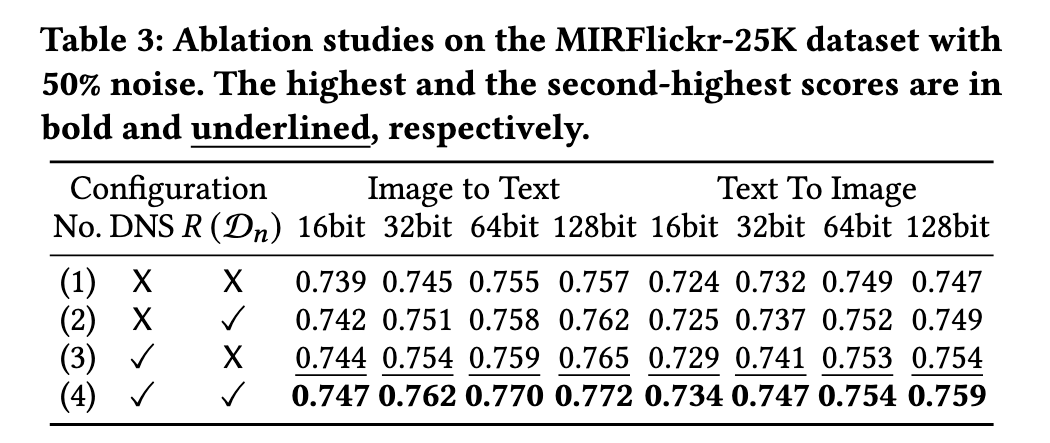 Table 3: Ablation studies on the MIRFlickr-25K dataset with
50% noise. The highest and the second-highest scores are in
bold and underlined, respectively.
Configuration Image to Text Text To Image
No. DNS R (𝒟ₙ) 16bit 32bit 64bit 128bit 16bit 32bit 64bit 128bit
(1) X X 0.739 0.745 0.755 0.757 0.724 0.732 0.749 0.747
(2) X ✓ 0.742 0.751 0.758 0.762 0.725 0.737 0.752 0.749
(3) ✓ X 0.744 0.754 0.759 0.765 0.729 0.741 0.753 0.754
(4) ✓ ✓ 0.747 0.762 0.770 0.772 0.734 0.747 0.754 0.759